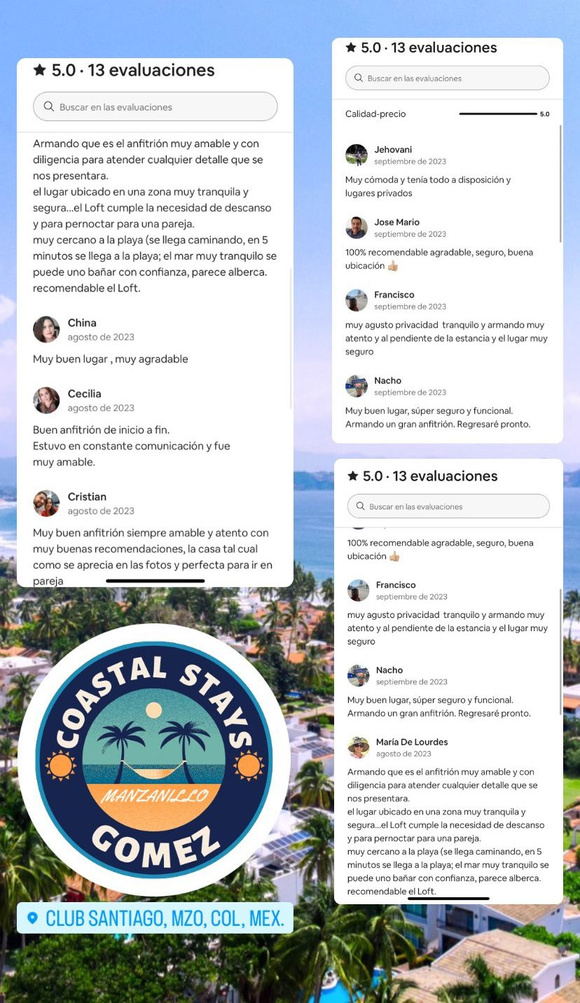 5.0 · 13 evaluaciones
Buscar en las evaluaciones
Armando que es el anfitrión muy amable y con
diligencia para atender cualquier detalle que se
nos presentara.
el lugar ubicado en una zona muy tranquila y
segura...el Loft cumple la necesidad de descanso
y para pernoctar para una pareja.
muy cercano a la playa (se llega caminando, en 5
minutos se llega a la playa; el mar muy tranquilo se
puede uno bañar con confianza, parece alberca.
recomendable el Loft.
China
agosto de 2023
Muy buen lugar , muy agradable
Cecilia
agosto de 2023
Buen anfitrión de inicio a fin.
Estuvo en constante comunicación y fue
muy amable.
Cristian
agosto de 2023
Muy buen anfitrión siempre amable y atento con
muy buenas recomendaciones, la casa tal cual
como se aprecia en las fotos y perfecta para ir en
pareja
5.0 · 13 evaluaciones
Buscar en las evaluaciones
Calidad-precio 5.0
Jehovani
septiembre de 2023
Muy cómoda y tenía todo a disposición y
lugares privados
Jose Mario
septiembre de 2023
100% recomendable agradable, seguro, buena
ubicación 👍🏼
Francisco
septiembre de 2023
muy agusto privacidad  tranquilo y armando muy
atento y al pendiente de la estancia y el lugar muy
seguro
Nacho
septiembre de 2023
Muy buen lugar, súper seguro y funcional.
Armando un gran anfitrión. Regresaré pronto.
5.0 · 13 evaluaciones
Buscar en las evaluaciones
100% recomendable agradable, seguro, buena
ubicación 👍🏼
Francisco
septiembre de 2023
muy agusto privacidad  tranquilo y armando muy
atento y al pendiente de la estancia y el lugar muy
seguro
Nacho
septiembre de 2023
Muy buen lugar, súper seguro y funcional.
Armando un gran anfitrión. Regresaré pronto.
María De Lourdes
agosto de 2023
Armando que es el anfitrión muy amable y con
diligencia para atender cualquier detalle que se
nos presentara.
el lugar ubicado en una zona muy tranquila y
segura...el Loft cumple la necesidad de descanso
y para pernoctar para una pareja.
muy cercano a la playa (se llega caminando, en 5
minutos se llega a la playa; el mar muy tranquilo se
puede uno bañar con confianza, parece alberca.
recomendable el Loft.
COASTAL STAYS
MANZANILLO
GOMEZ
CLUB SANTIAGO, MZO, COL, MEX.